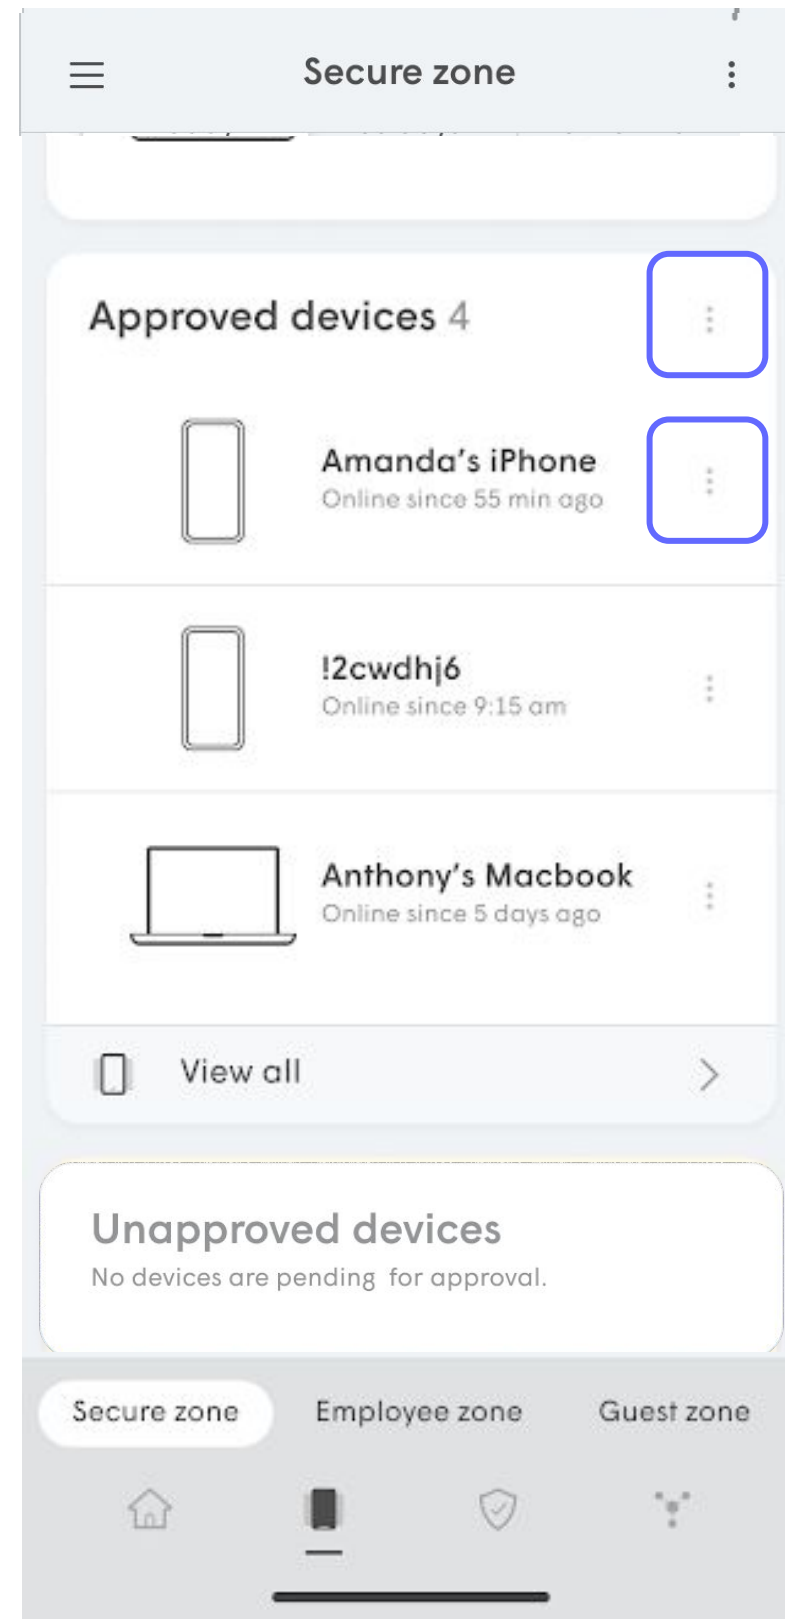 Secure zone
Approved devices 4
Amanda's iPhone
Online since 55 min ago
!2cwdhj6
Online since 9:15 am
Anthony's Macbook
Online since 5 days ago
View all
Unapproved devices
No devices are pending for approval.
Secure zone Employee zone Guest zone